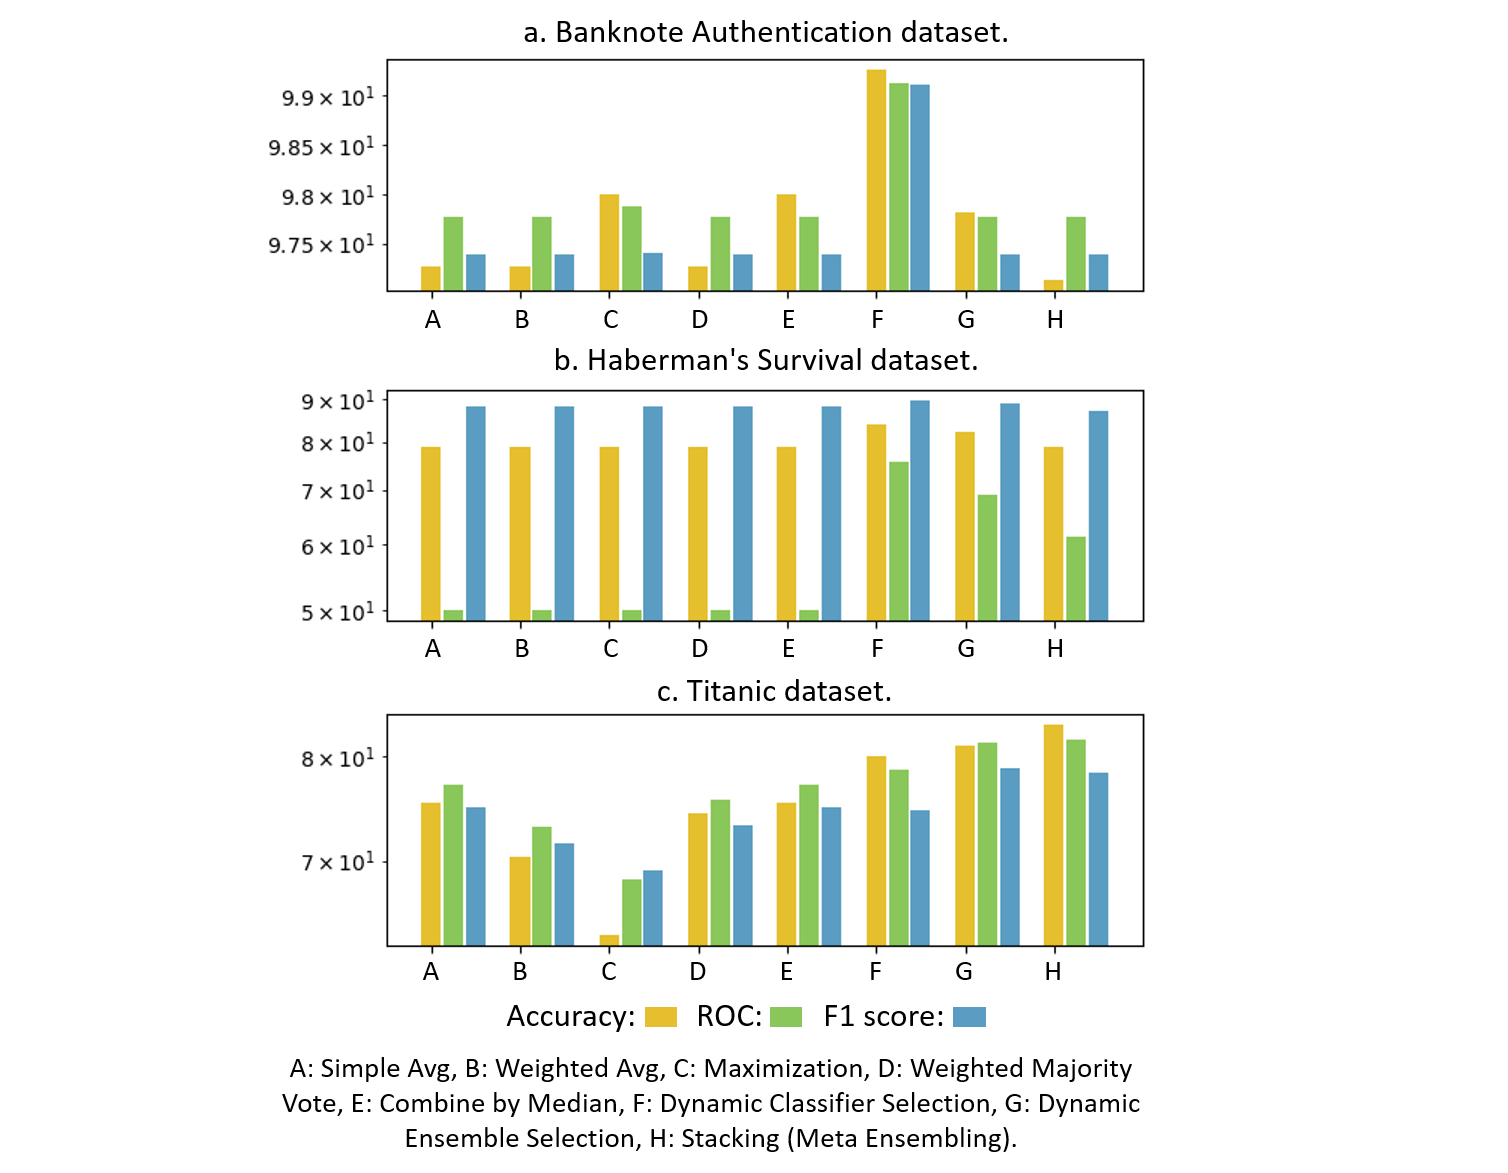 a. Banknote Authentication dataset.
9.9 × 10¹
9.85 × 10¹
9.8 × 10¹
9.75 × 10¹
A B C D E F G H
b. Haberman's Survival dataset.
9 × 10¹
8 × 10¹
7 × 10¹
6 × 10¹
5 × 10¹
A B C D E F G H
c. Titanic dataset.
8 × 10¹
7 × 10¹
A B C D E F G H
Accuracy: ROC: F1 score:
A: Simple Avg, B: Weighted Avg, C: Maximization, D: Weighted Majority
Vote, E: Combine by Median, F: Dynamic Classifier Selection, G: Dynamic
Ensemble Selection, H: Stacking (Meta Ensembling).